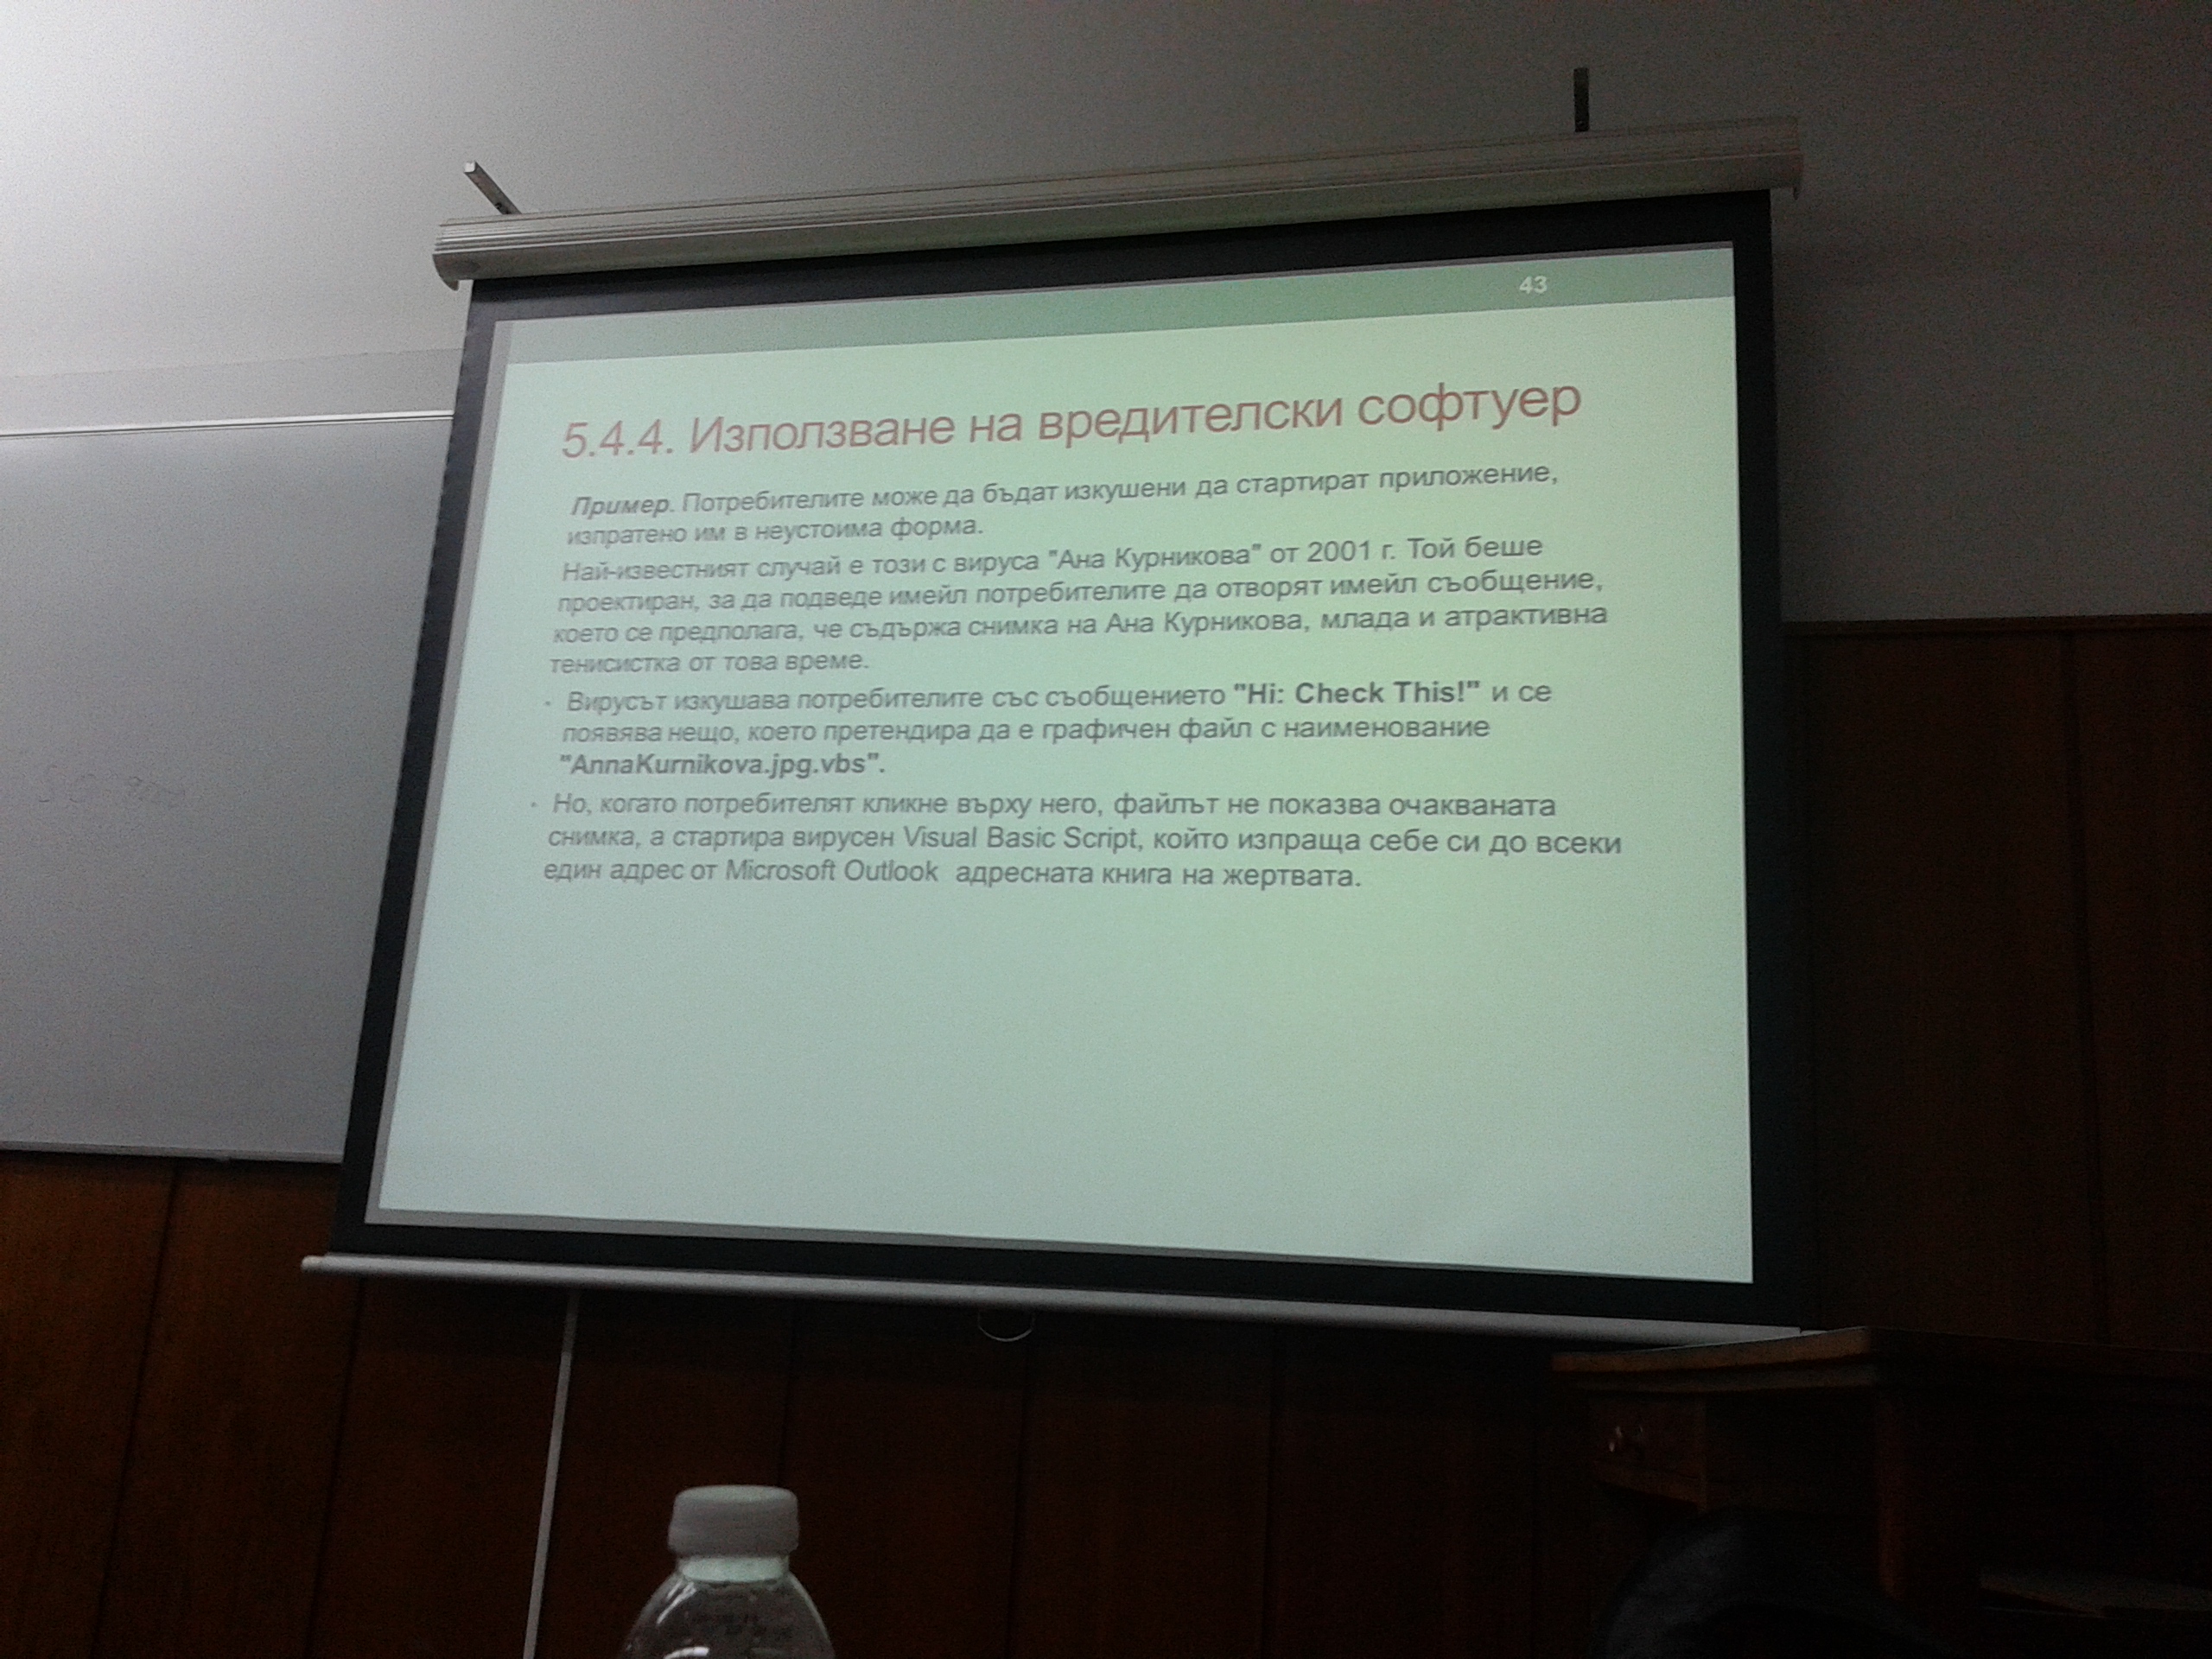 43
5.4.4. Използване на вредителски софтуер
Пример. Потребителите може да бъдат изкушени да стартират приложение,
изпратено им в неустоима форма.
Най-известният случай е този с вируса "Ана Курникова" от 2001 г. Той беше
проектиран, за да подведе имейл потребителите да отворят имейл съобщение,
което се предполага, че съдържа снимка на Ана Курникова, млада и атрактивна
тенисистка от това време.
· Вирусът изкушава потребителите със съобщението "Hi: Check This!" и се
появява нещо, което претендира да е графичен файл с наименование
"AnnaKurnikova.jpg.vbs".
· Но, когато потребителят кликне върху него, файлът не показва очакваната
снимка, а стартира вирусен Visual Basic Script, който изпраща себе си до всеки
един адрес от Microsoft Outlook адресната книга на жертвата.